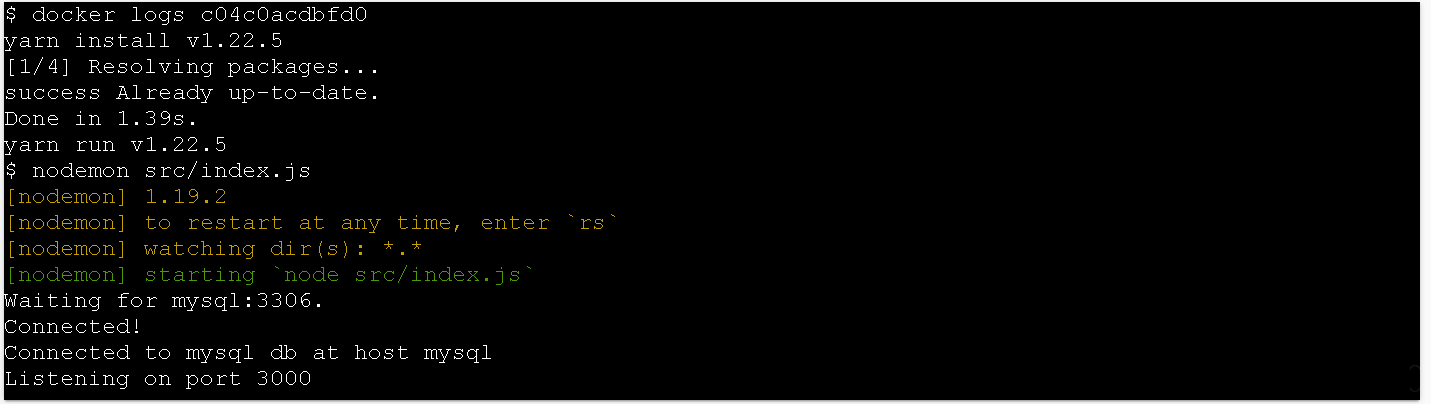 $ docker logs c04c0acdbfd0
yarn install v1.22.5
[1/4] Resolving packages...
success Already up-to-date.
Done in 1.39s.
yarn run v1.22.5
$ nodemon src/index.js
[nodemon] 1.19.2
[nodemon] to restart at any time, enter `rs`
[nodemon] watching dir(s): *.*
[nodemon] starting `node src/index.js`
Waiting for mysql:3306.
Connected!
Connected to mysql db at host mysql
Listening on port 3000